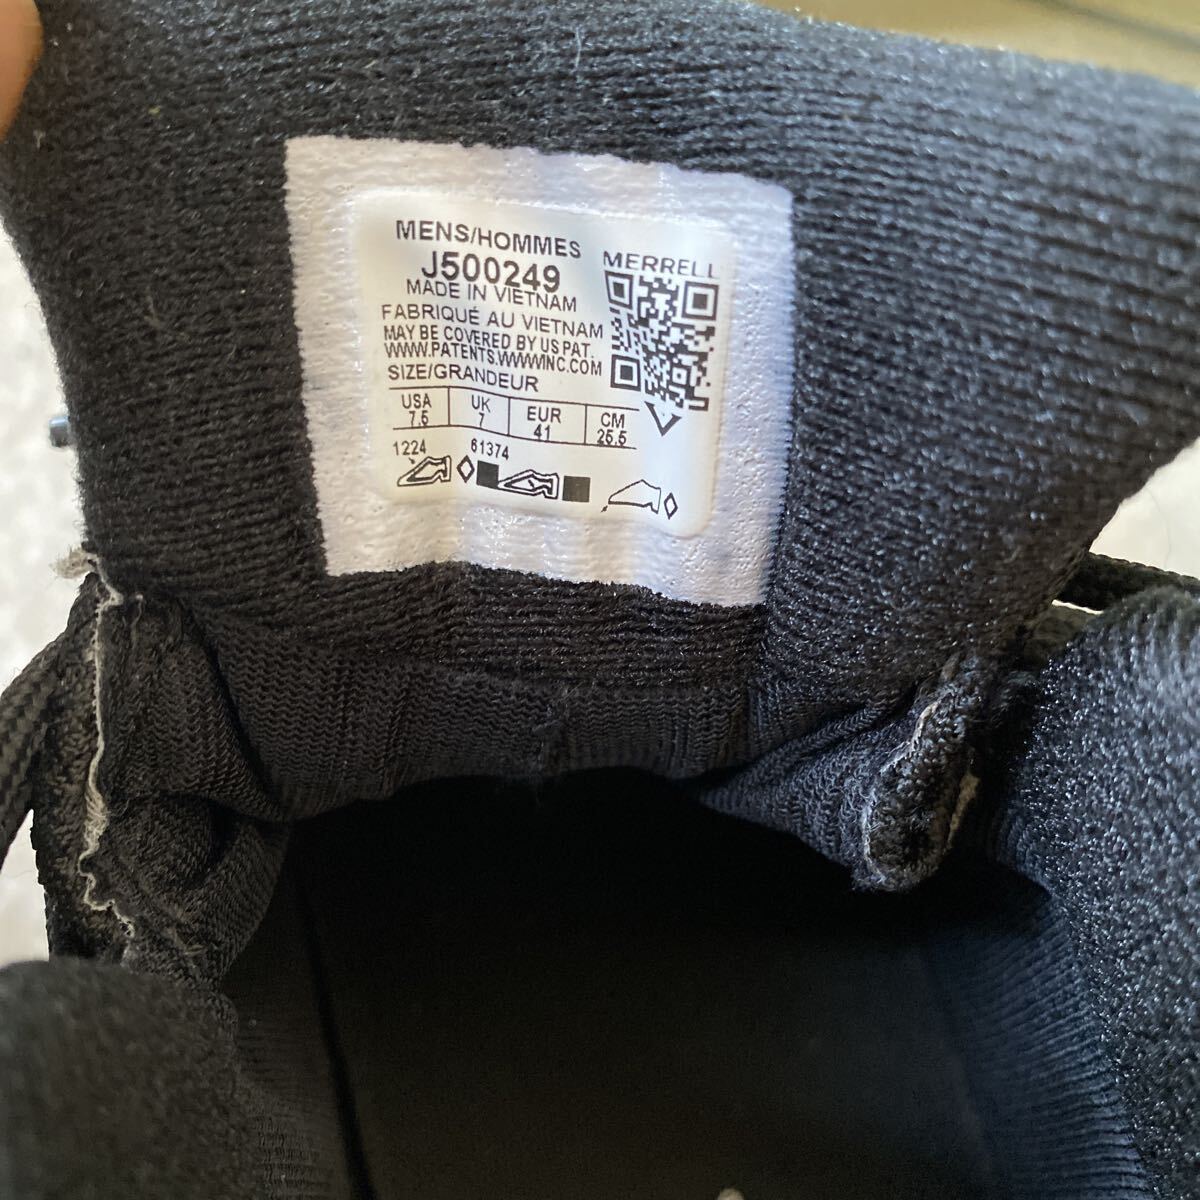 MENS/HOMMES
J500249
MERRELL
MADE IN VIETNAM
FABRIQUÉ AU VIETNAM
MAY BE COVERED BY US PAT.
WWW.PATENTS.WWWINC.COM
SIZE/GRANDEUR
USA UK EUR CM
7.5 7 41 25.5
1224 61374